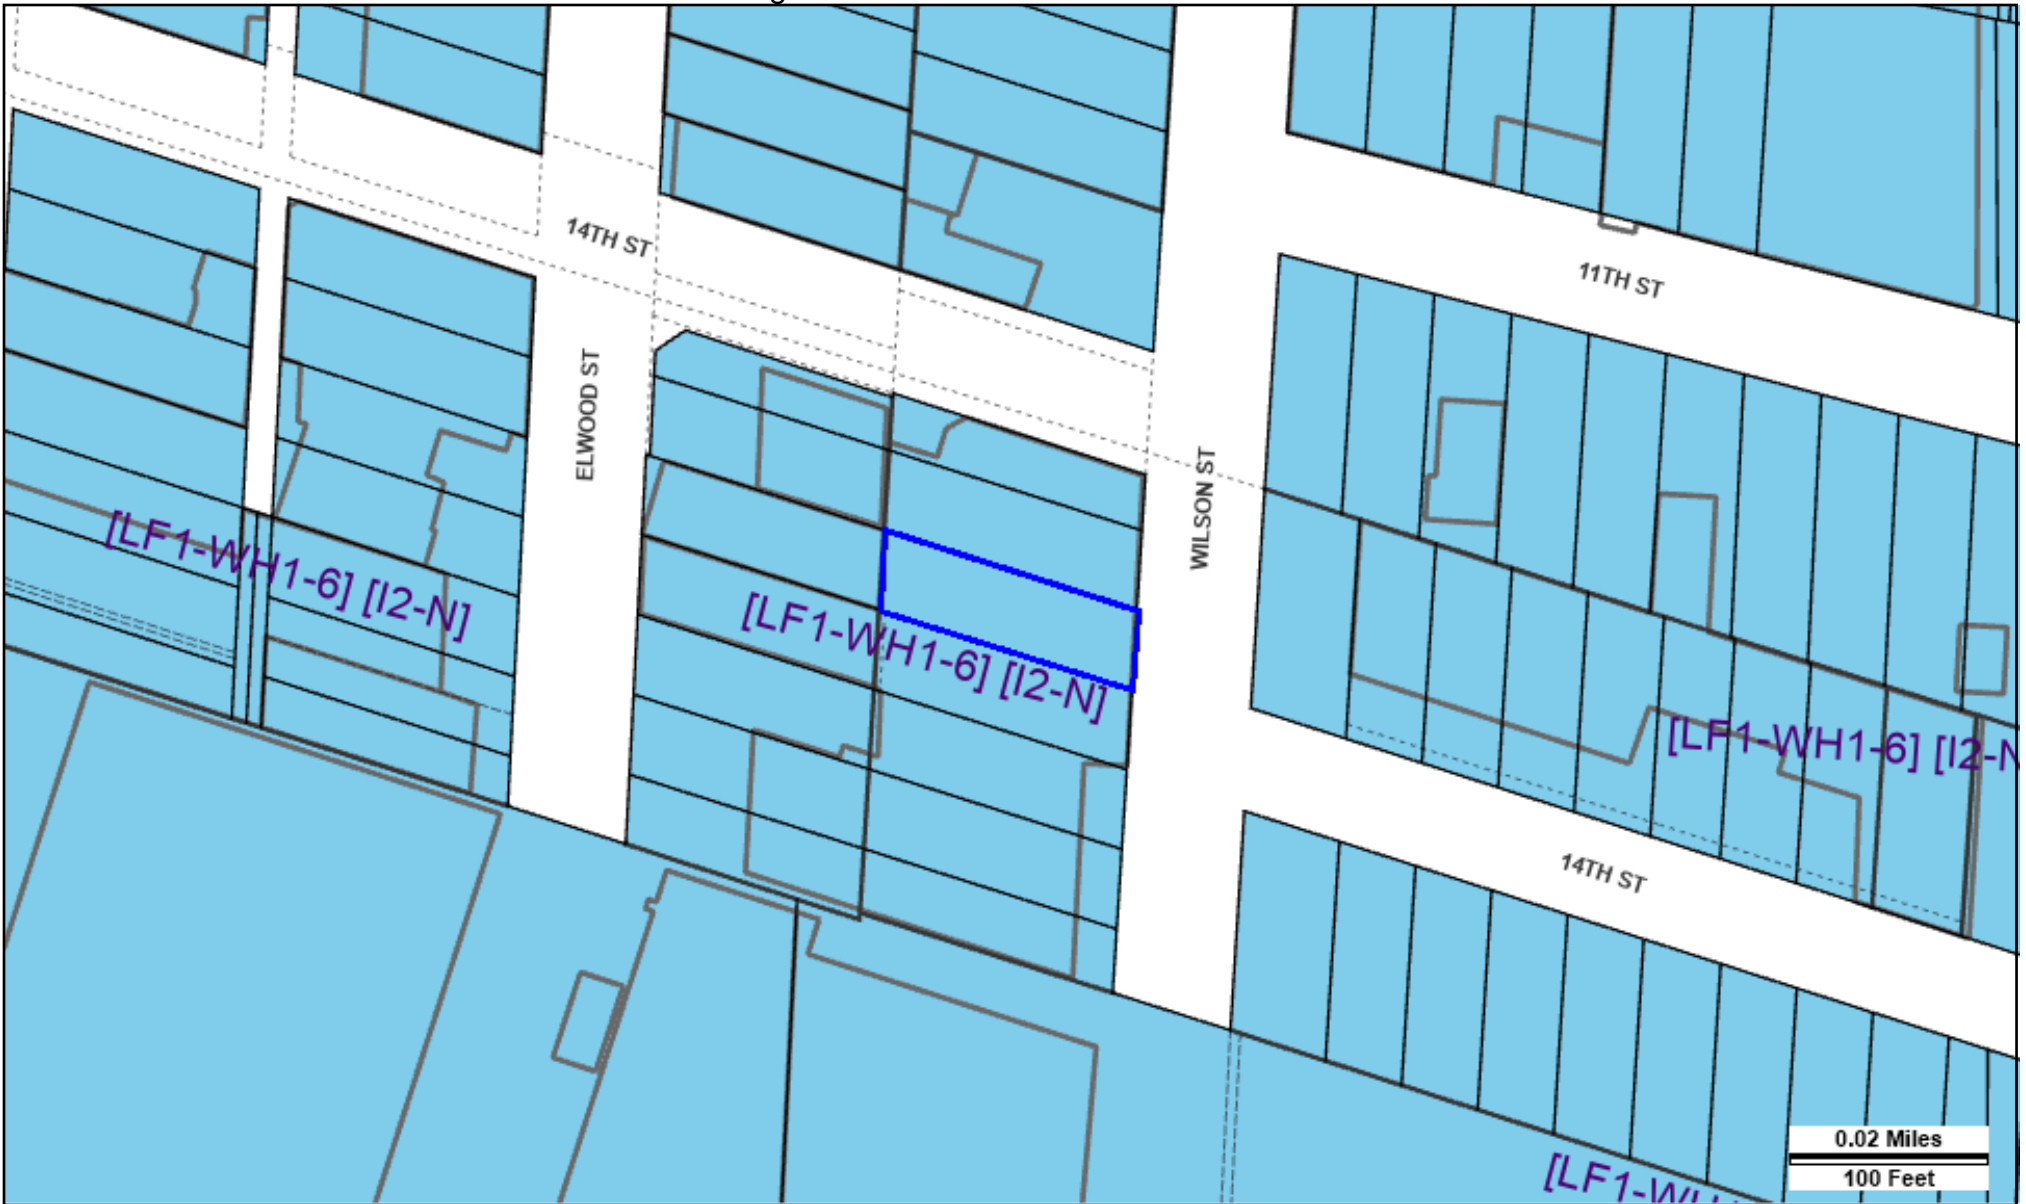 14TH ST
11TH ST
ELWOOD ST
WILSON ST
[LF1-WH1-6] [I2-N]
[LF1-WH1-6] [I2-N]
[LF1-WH1-6] [I2-N
14TH ST
0.02 Miles
100 Feet